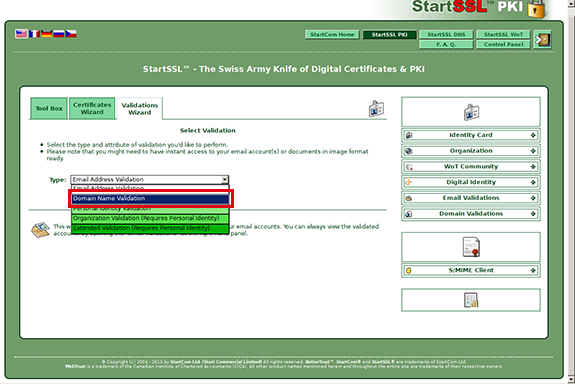 StartSSL™ PKI
StartCom Home StartSSL PKI StartSSL DNS StartSSL WoT
F. A. Q. Control Panel
StartSSL™ - The Swiss Army Knife of Digital Certificates & PKI
Tool Box Certificates Wizard Validations Wizard
Select Validation
Select the type and attribute of validation you'd like to perform.
Please note that you might need to have instant access to your email account(s) or documents in image format
ready.
Type: Email Address Validation
Email Address Validation
Domain Name Validation
Personal Identity Validation
Organization Validation (Requires Personal Identity)
Extended Validation (Requires Personal Identity)
This w
ur email accounts. You can always view the validated
panel.
Identity Card
Organization
WoT Community
Digital Identity
Email Validations
Domain Validations
S/MIME Client
Copyright (c) 2004 - 2012 by StartCom Ltd. (Start Commercial Limited) All rights reserved. BetterTrust™, StartCom® and StartSSL® are trademarks of StartCom Ltd.
WebTrust is a trademark of the Canadian Institute of Chartered Accountants (CICA). All other product names mentioned herein and throughout the entire site are trademarks of their respective owners.